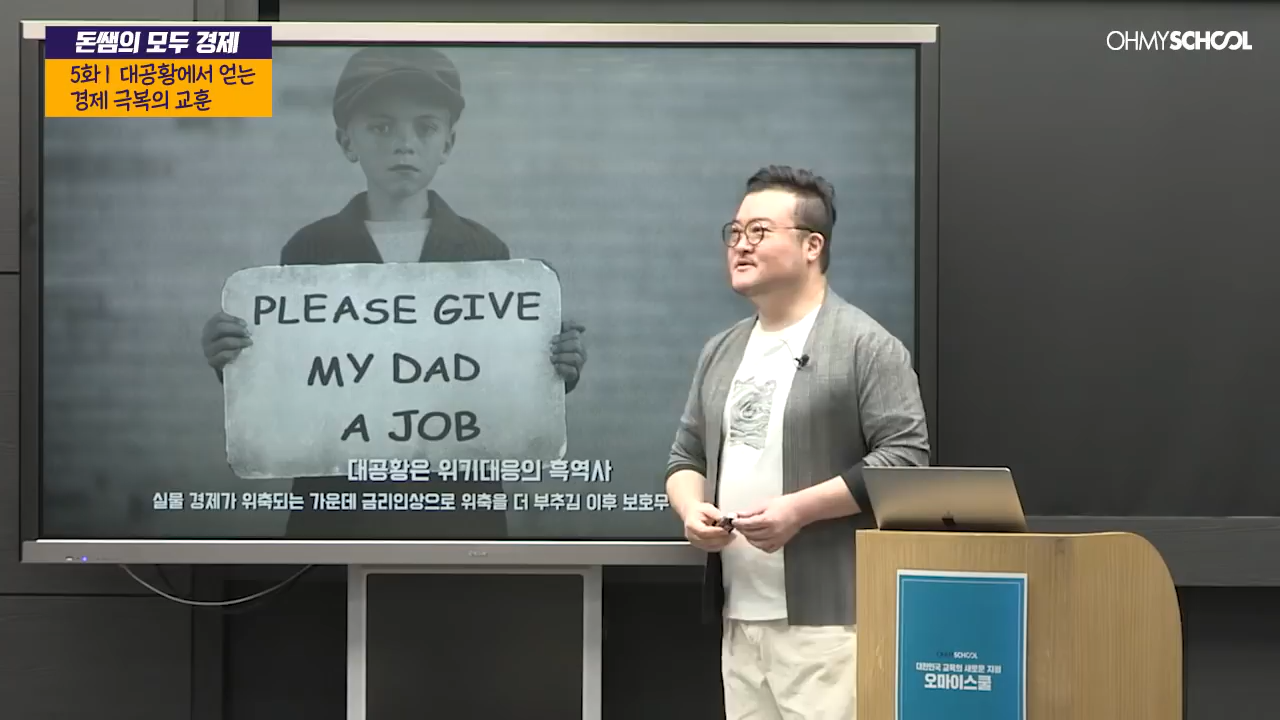 돈쌤의 모두 경제
5화 | 대공황에서 얻는
경제 극복의 교훈
OHMYSCHOOL
PLEASE GIVE
MY DAD
A JOB
대공황은 위기대응의 흑역사
실물 경제가 위축되는 가운데 금리인상으로 위축을 더 부추김 이후 보호무
OHMYSCHOOL
대한민국 교육의 새로운 지평
오마이스쿨